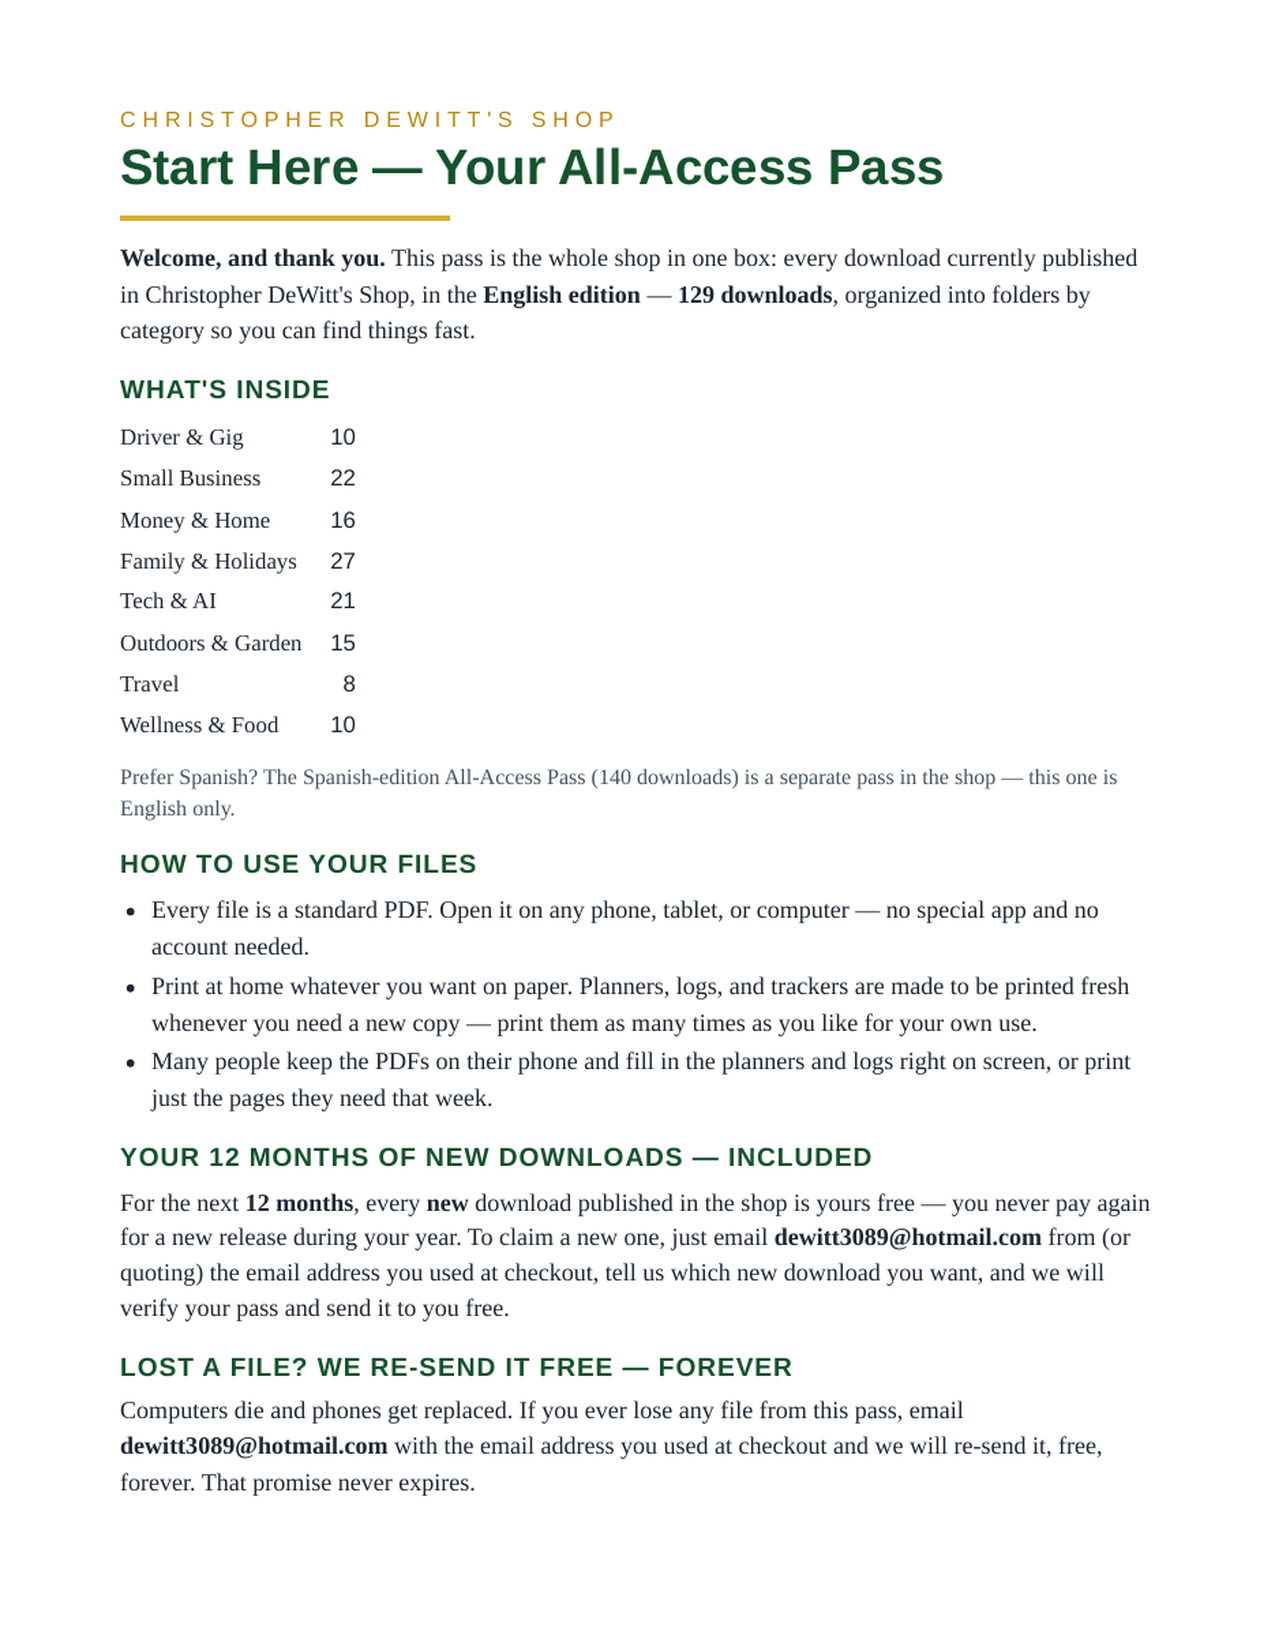 CHRISTOPHER DEWITT'S SHOP
Start Here — Your All-Access Pass
Welcome, and thank you. This pass is the whole shop in one box: every download currently published
in Christopher DeWitt's Shop, in the English edition — 129 downloads, organized into folders by
category so you can find things fast.
WHAT'S INSIDE
Driver & Gig 10
Small Business 22
Money & Home 16
Family & Holidays 27
Tech & AI 21
Outdoors & Garden 15
Travel 8
Wellness & Food 10
Prefer Spanish? The Spanish-edition All-Access Pass (140 downloads) is a separate pass in the shop — this one is
English only.
HOW TO USE YOUR FILES
• Every file is a standard PDF. Open it on any phone, tablet, or computer — no special app and no
account needed.
• Print at home whatever you want on paper. Planners, logs, and trackers are made to be printed fresh
whenever you need a new copy — print them as many times as you like for your own use.
• Many people keep the PDFs on their phone and fill in the planners and logs right on screen, or print
just the pages they need that week.
YOUR 12 MONTHS OF NEW DOWNLOADS — INCLUDED
For the next 12 months, every new download published in the shop is yours free — you never pay again
for a new release during your year. To claim a new one, just email dewitt3089@hotmail.com from (or
quoting) the email address you used at checkout, tell us which new download you want, and we will
verify your pass and send it to you free.
LOST A FILE? WE RE-SEND IT FREE — FOREVER
Computers die and phones get replaced. If you ever lose any file from this pass, email
dewitt3089@hotmail.com with the email address you used at checkout and we will re-send it, free,
forever. That promise never expires.